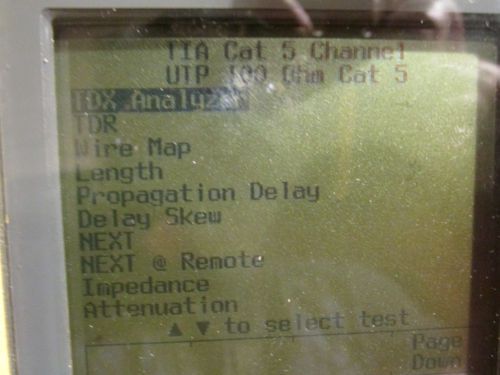 TIA Cat 5 Channel
UTP 100 Ohm Cat 5
TDX Analyzer
TDR
Wire Map
Length
Propagation Delay
Delay Skew
NEXT
NEXT @ Remote
Impedance
Attenuation
▲ ▼ to select test
Page
Down